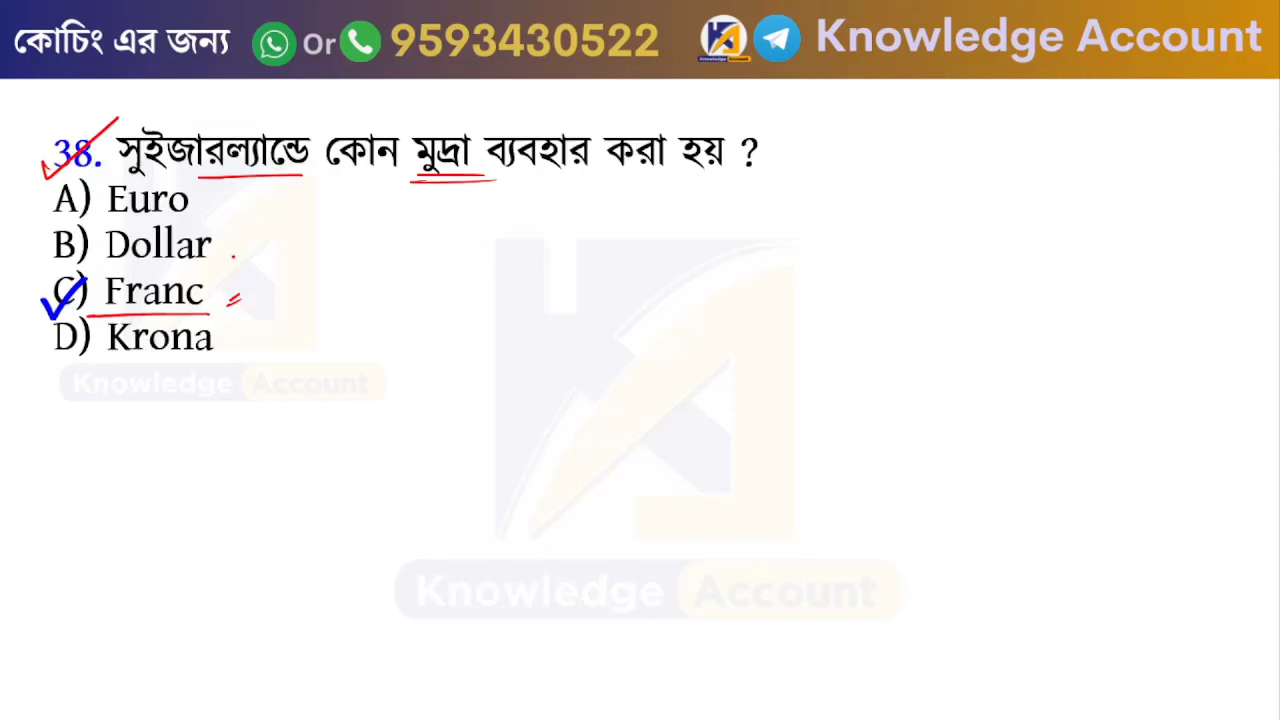 কোচিং এর জন্য Or 9593430522 Knowledge Account
38. সুইজারল্যান্ডে কোন মুদ্রা ব্যবহার করা হয় ?
A) Euro
B) Dollar
C) Franc
D) Krona
Knowledge Account
Knowledge Account